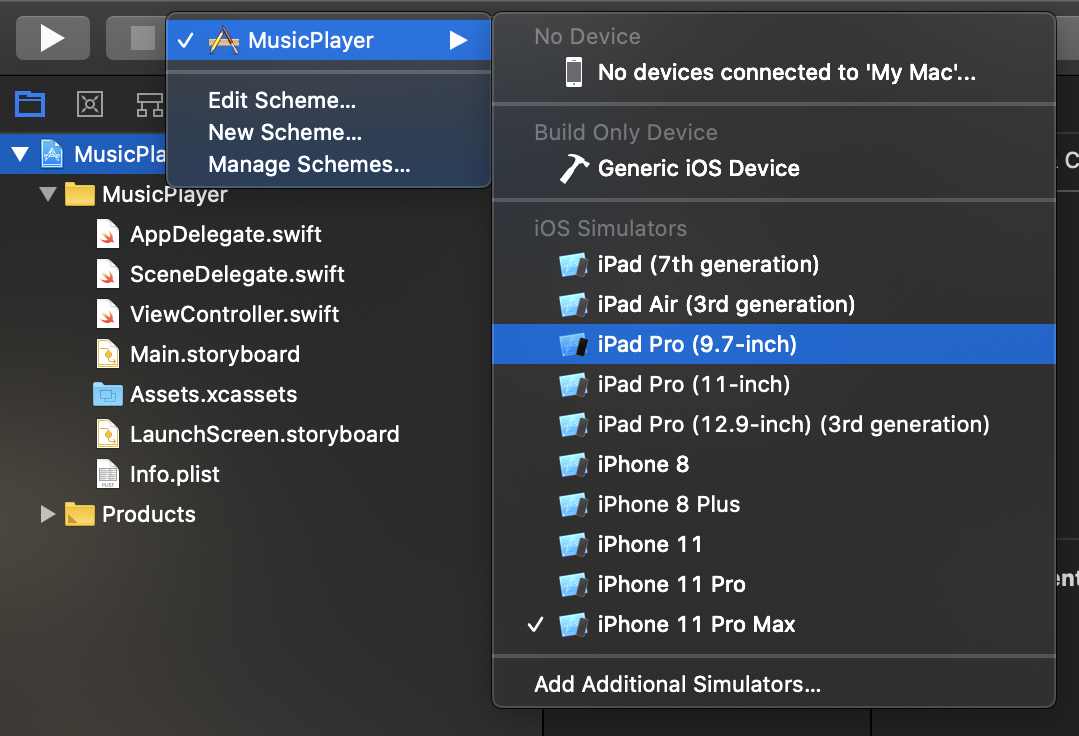 MusicPlayer
Edit Scheme...
New Scheme...
Manage Schemes...
No Device
No devices connected to 'My Mac'...
Build Only Device
Generic iOS Device
iOS Simulators
iPad (7th generation)
iPad Air (3rd generation)
iPad Pro (9.7-inch)
iPad Pro (11-inch)
iPad Pro (12.9-inch) (3rd generation)
iPhone 8
iPhone 8 Plus
iPhone 11
iPhone 11 Pro
iPhone 11 Pro Max
Add Additional Simulators...
MusicPla
MusicPlayer
AppDelegate.swift
SceneDelegate.swift
ViewController.swift
Main.storyboard
Assets.xcassets
LaunchScreen.storyboard
Info.plist
Products